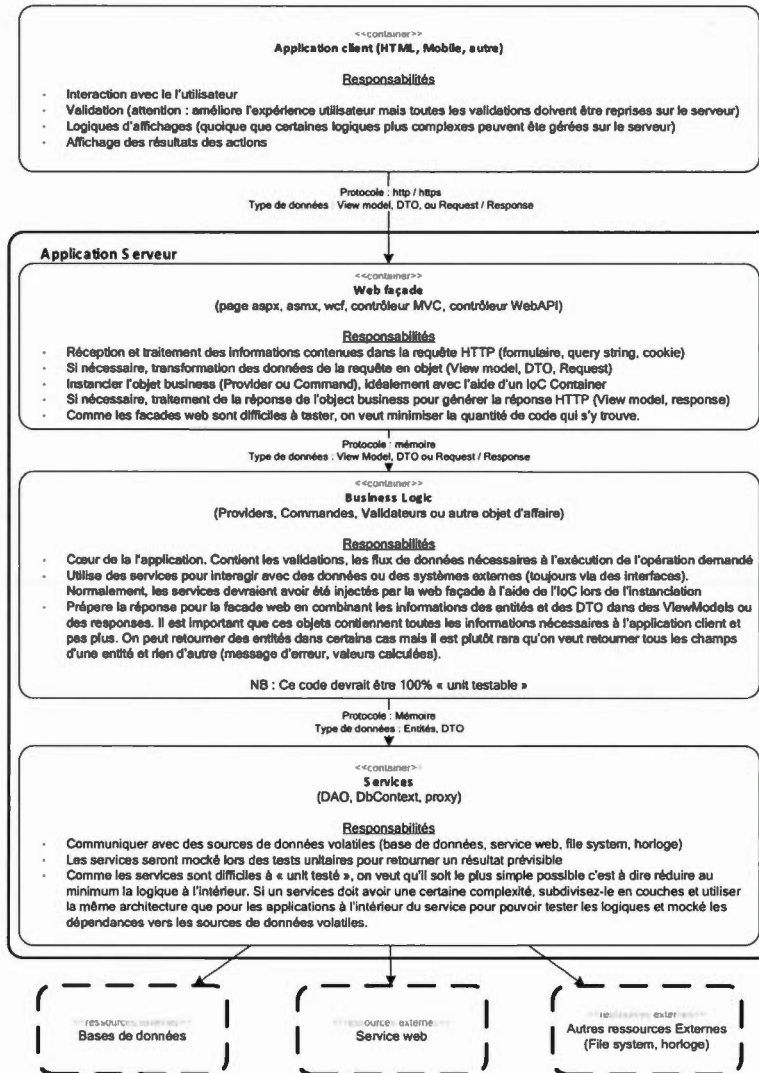 <<container>>
Application client (HTML, Mobile, autre)
Responsabilités
- Interaction avec le l'utilisateur
- Validation (attention : améliore l'expérience utilisateur mais toutes les validations doivent être reprises sur le serveur)
- Logiques d'affichages (quoique que certaines logiques plus complexes peuvent ête gérées sur le serveur)
- Affichage des résultats des actions
Protocole : http / https
Type de données : View model, DTO, ou Request / Response
Application Serveur
<<container>>
Web façade
(page aspx, asmx, wcf, contrôleur MVC, contrôleur WebAPI)
Responsabilités
- Réception et traitement des informations contenues dans la requête HTTP (formulaire, query string, cookie)
- Si nécessaire, transformation des données de la requête en objet (View model, DTO, Request)
- Instancier l'objet business (Provider ou Command), idéalement avec l'aide d'un IoC Container
- Si nécessaire, traitement de la réponse de l'object business pour générer la réponse HTTP (View model, response)
- Comme les facades web sont difficiles à taster, on veut minimiser la quantité de code qui s'y trouve.
Protocole : mémoire
Type de données : View Model, DTO ou Request / Response
<<container>>
Business Logic
(Providers, Commandes, Validateurs ou autre objet d'affaire)
Responsabilités
- Cœur de la l'application. Contient les validations, les flux de données nécessaires à l'exécution de l'opération demandé
- Utilise des services pour interagir avec des données ou des systèmes externes (toujours via des interfaces).
Normalement, les services devraient avoir été injectés par la web façade à l'aide de l'IoC lors de l'instanciation
- Prépere la réponse pour la facade web en combinant les informations des entités et des DTO dans des ViewModels ou
des responses. Il est important que ces objets contiennent toutes les informations nécessaires à l'application client et
pas plus. On peut retourner des entités dans certains cas mais il est plutôt rara qu'on veut retourner tous les champs
d'une entité et rien d'autre (message d'erreur, valeurs calculées).
NB : Ce code devrait être 100% « unit testable »
Protocole : Mémoire
Type de données : Entités, DTO
<<container>>
Services
(DAO, DbContext, proxy)
Responsabilités
- Communiquer avec des sources de données volatiles (base de données, service web, file system, horloge)
- Les services seront mocké lors des tests unitaires pour retourner un résultat prévisible
- Comme les services sont difficiles à « unit testé », on veut qu'il soit le plus simple possible c'est à dire réduire au
minimum la logique à l'intérieur. Si un services doit avoir une certaine complexité, subdivisez-le en couches et utiliser
la même architecture que pour les applications à l'intérieur du service pour pouvoir tester les logiques et mocké les
dépendances vers les sources de données volatiles.
Bases de données
Service web
Autres ressources Externes
(File system, horloge)